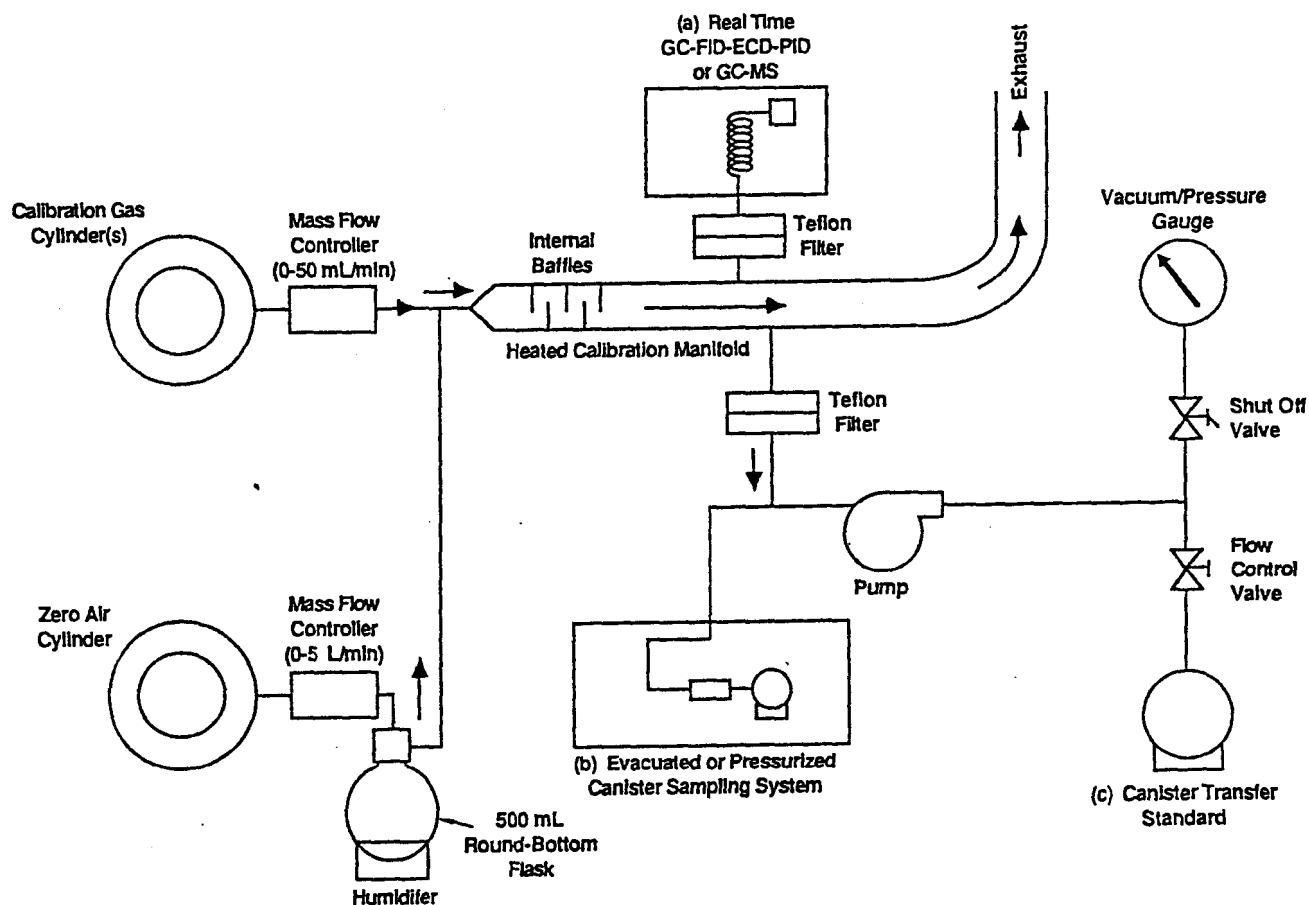 (a) Real Time
GC-FID-ECD-PID
or GC-MS
Exhaust
Calibration Gas
Cylinder(s)
Mass Flow
Controller
(0-50 mL/min)
Internal
Baffles
Teflon
Filter
Vacuum/Pressure
Gauge
Heated Calibration Manifold
Teflon
Filter
Shut Off
Valve
Pump
Flow
Control
Valve
Zero Air
Cylinder
Mass Flow
Controller
(0-5 L/min)
(b) Evacuated or Pressurized
Canister Sampling System
(c) Canister Transfer
Standard
500 mL
Round-Bottom
Flask
Humidifer